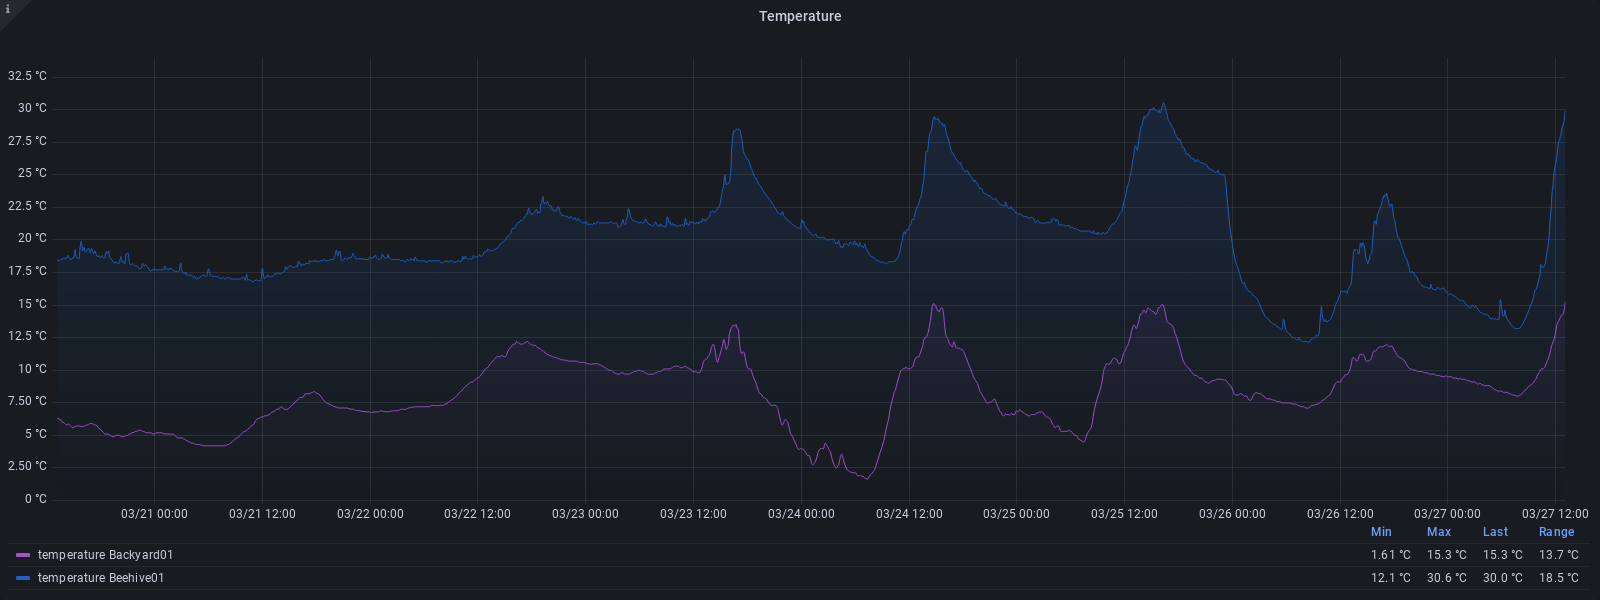 i
Temperature
32.5 °C
30 °C
27.5 °C
25 °C
22.5 °C
20 °C
17.5 °C
15 °C
12.5 °C
10 °C
7.50 °C
5 °C
2.50 °C
0 °C
03/21 00:00 03/21 12:00 03/22 00:00 03/22 12:00 03/23 00:00 03/23 12:00 03/24 00:00 03/24 12:00 03/25 00:00 03/25 12:00 03/26 00:00 03/26 12:00 03/27 00:00 03/27 12:00
Min Max Last Range
temperature Backyard01 1.61 °C 15.3 °C 15.3 °C 13.7 °C
temperature Beehive01 12.1 °C 30.6 °C 30.0 °C 18.5 °C